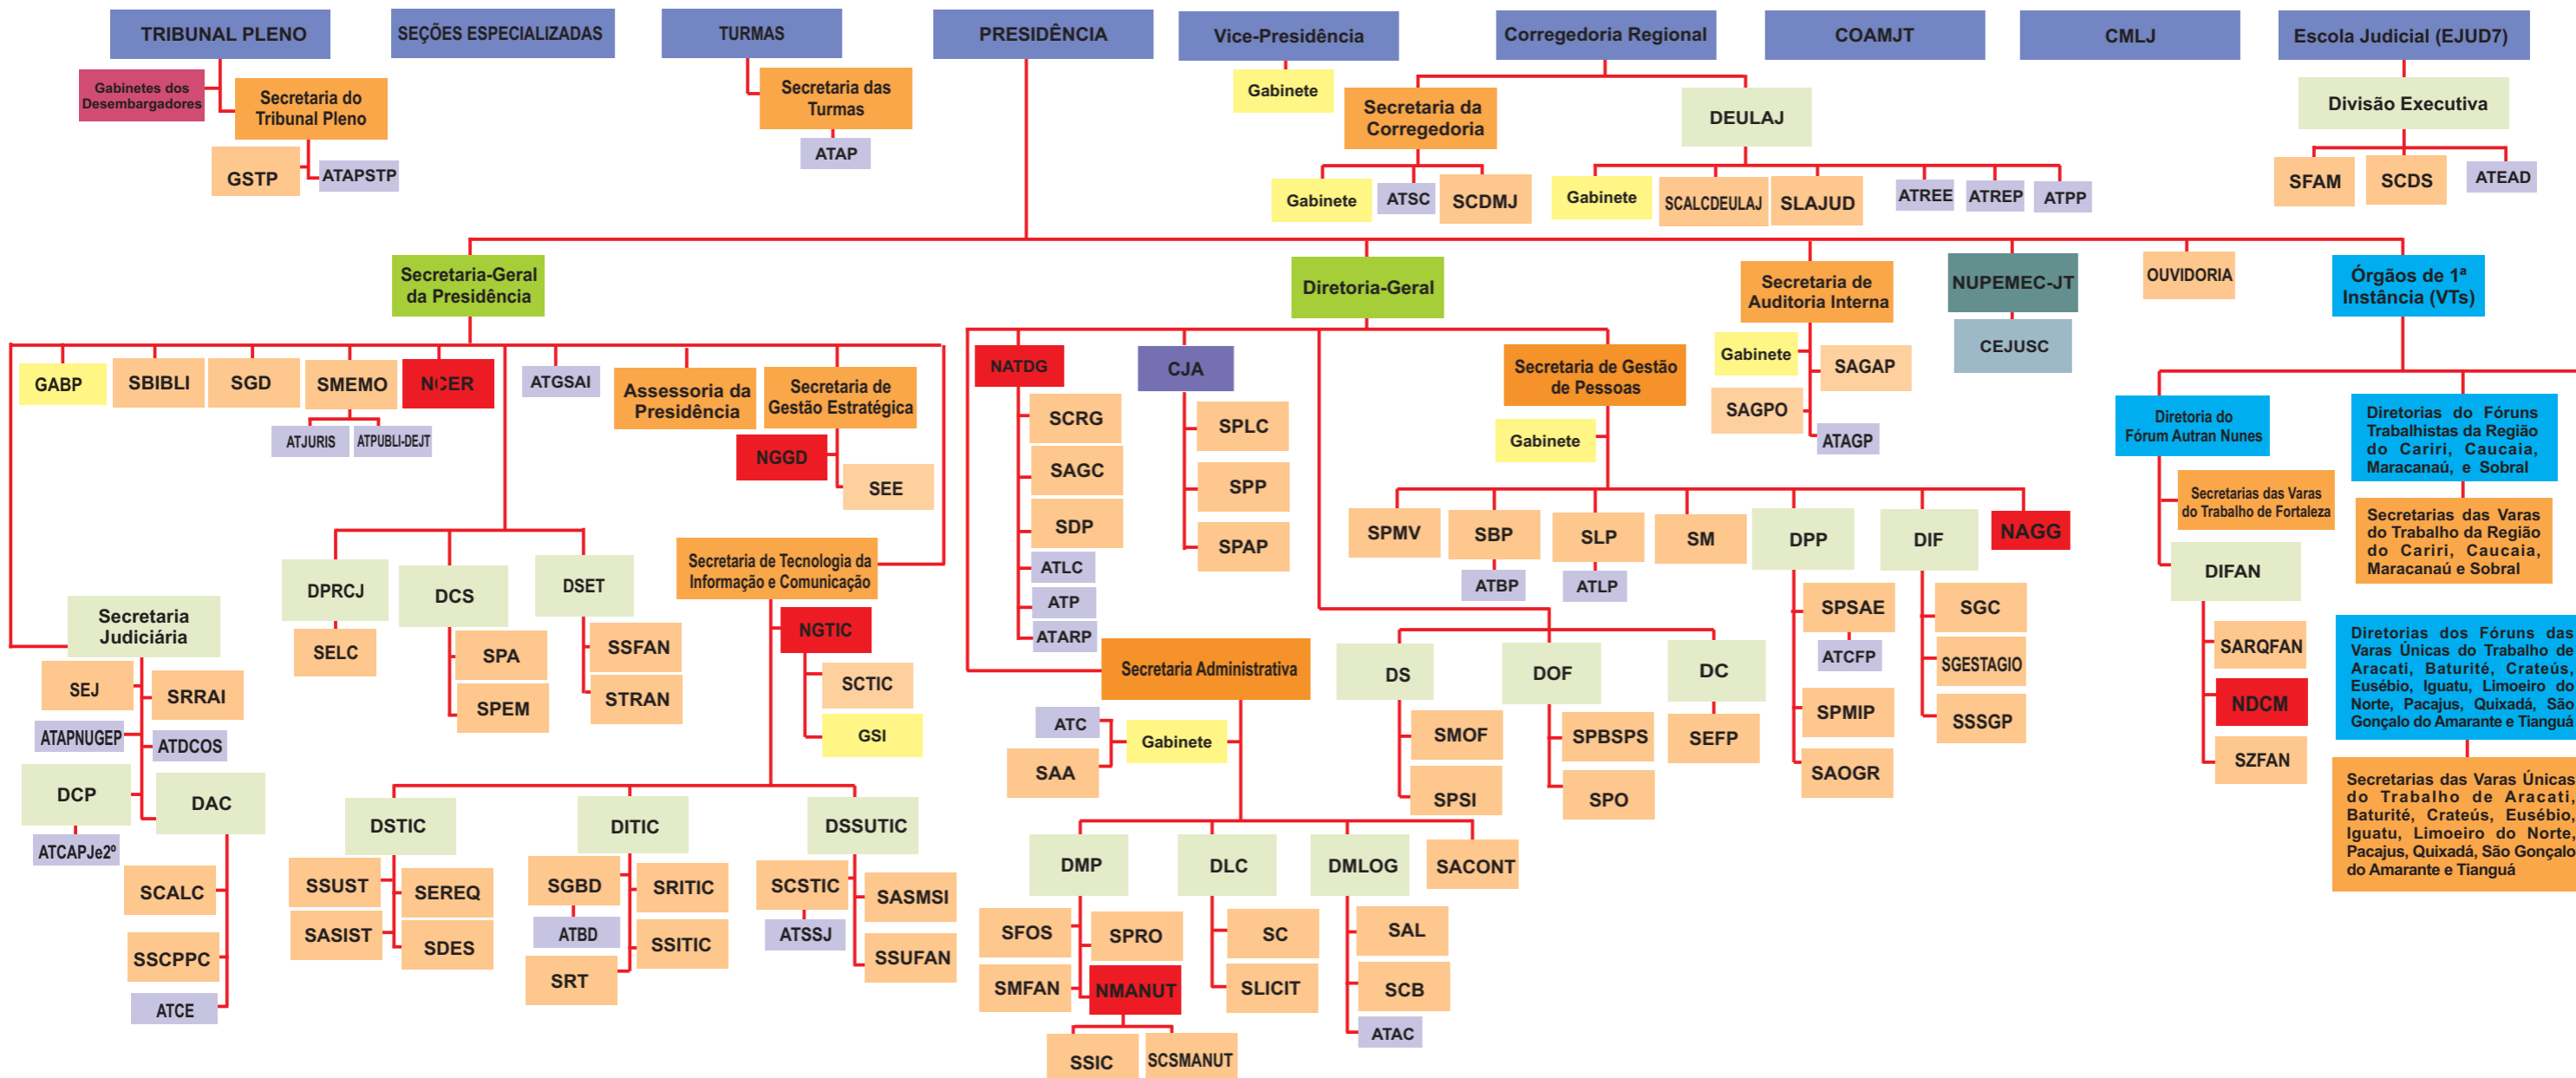 TRIBUNAL PLENO
SEÇÕES ESPECIALIZADAS
TURMAS
PRESIDÊNCIA
Vice-Presidência
Corregedoria Regional
COAMJT
CMLJ
Escola Judicial (EJUD7)
Gabinetes dos
Desembargadores
Secretaria do
Tribunal Pleno
GSTP
ATAPSTP
Secretaria das
Turmas
ATAP
Gabinete
Secretaria da
Corregedoria
Gabinete
ATSC
SCDMJ
DEULAJ
Gabinete
SCALCDEULAJ
SLAJUD
ATREE
ATREP
ATPP
Divisão Executiva
SFAM
SCDS
ATEAD
Secretaria-Geral
da Presidência
Diretoria-Geral
Secretaria de
Auditoria Interna
NUPEMEC-JT
OUVIDORIA
Órgãos de 1ª
Instância (VTs)
GABP
SBIBLI
SGD
SMEMO
NCER
ATJURIS
ATPUBLI-DEJT
ATGSAI
Assessoria da
Presidência
Secretaria de
Gestão Estratégica
NGGD
SEE
DPRCJ
SELC
DCS
SPA
SPEM
DSET
SSFAN
STRAN
Secretaria de Tecnologia da
Informação e Comunicação
NGTIC
SCTIC
GSI
Secretaria
Judiciária
SEJ
SRRAI
ATAPNUGEP
ATDCOS
DCP
DAC
ATCAPJe2º
SCALC
SSCPPC
ATCE
DSTIC
SSUST
SEREQ
SASIST
SDES
DITIC
SGBD
SRITIC
ATBD
SSITIC
SRT
DSSUTIC
SCSTIC
SASMSI
ATSSJ
SSUFAN
NATDG
SCRG
SAGC
SDP
ATLC
ATP
ATARP
CJA
SPLC
SPP
SPAP
Secretaria de Gestão
de Pessoas
Gabinete
SPMV
SBP
ATBP
SLP
ATLP
SM
DPP
SPSAE
ATCFP
SPMIP
SAOGR
DIF
SGC
SGESTAGIO
SSSGP
NAGG
Secretaria Administrativa
ATC
Gabinete
SAA
DS
SMOF
SPSI
DOF
SPBSPS
SPO
DC
SEFP
DMP
SFOS
SPRO
SMFAN
NMANUT
SSIC
SCSMANUT
DLC
SC
SLICIT
DMLOG
SAL
SCB
ATAC
SACONT
Gabinete
SAGAP
SAGPO
ATAGP
CEJUSC
Diretoria do
Fórum Autran Nunes
Secretarias das Varas
do Trabalho de Fortaleza
DIFAN
SARQFAN
NDCM
SZFAN
Diretorias do Fóruns
Trabalhistas da Região
do Cariri, Caucaia,
Maracanaú, e Sobral
Secretarias das Varas
do Trabalho da Região
do Cariri, Caucaia,
Maracanaú e Sobral
Diretorias dos Fóruns das
Varas Únicas do Trabalho de
Aracati, Baturité, Crateús,
Eusébio, Iguatu, Limoeiro do
Norte, Pacajus, Quixadá, São
Gonçalo do Amarante e Tianguá
Secretarias das Varas Únicas
do Trabalho de Aracati,
Baturité, Crateús, Eusébio,
Iguatu, Limoeiro do Norte,
Pacajus, Quixadá, São Gonçalo
do Amarante e Tianguá